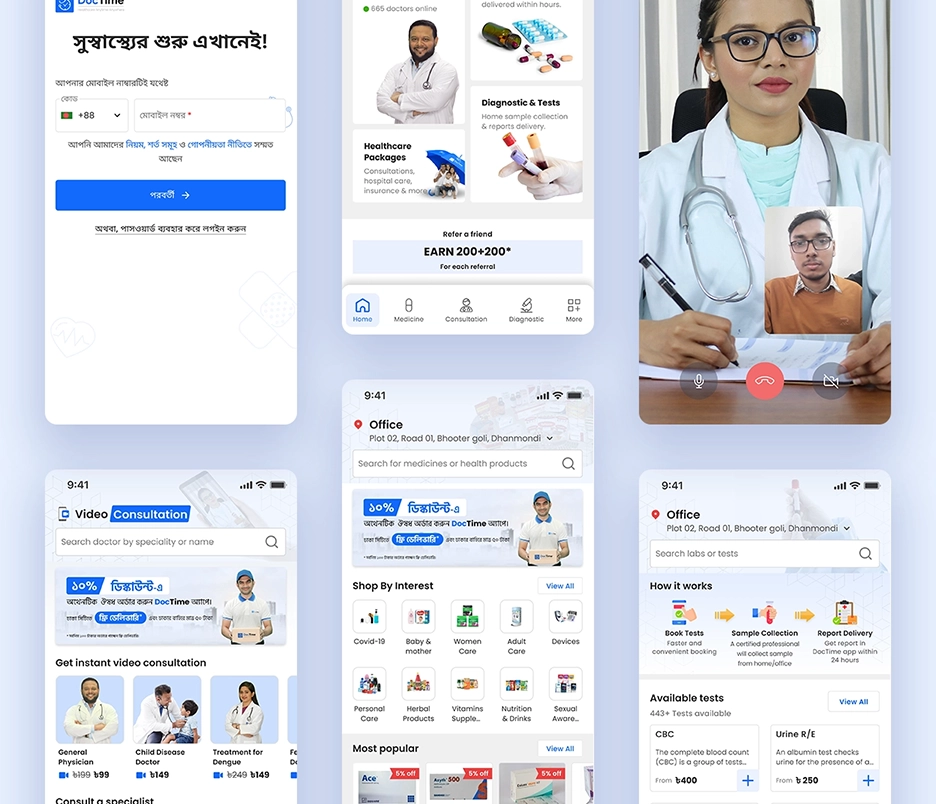 DocTime
সুস্বাস্থ্যের শুরু এখানেই!
আপনার মোবাইল নাম্বারটিই যথেষ্ট
কোড
+88
মোবাইল নম্বর *
আপনি আমাদের নিয়ম, শর্ত সমূহ ও গোপনীয়তা নীতিতে সম্মত
আছেন
পরবর্তী →
অথবা, পাসওয়ার্ড ব্যবহার করে লগইন করুন
665 doctors online
delivered within hours.
Diagnostic & Tests
Home sample collection
& reports delivery.
Healthcare
Packages
Consultations,
hospital care,
insurance & more
Refer a friend
EARN 200+200*
For each referral
Home
Medicine
Consultation
Diagnostic
More
9:41
Video Consultation
Search doctor by speciality or name
১০% ডিস্কাউন্ট-এ
অথেনটিক ঔষধ অর্ডার করুন DocTime অ্যাপে।
ঢাকা সিটিতে ফ্রি ডেলিভারি* এবং ঢাকার বাহিরে মাত্র ৫০ টাকা
DocTime
Get instant video consultation
General
Physician
৳199 ৳99
Child Disease
Doctor
৳149
Treatment for
Dengue
৳249 ৳149
Consult a specialist
9:41
Office
Plot 02, Road 01, Bhooter goli, Dhanmondi
Search for medicines or health products
১০% ডিস্কাউন্ট-এ
অথেনটিক ঔষধ অর্ডার করুন DocTime অ্যাপে।
ঢাকা সিটিতে ফ্রি ডেলিভারি* এবং ঢাকার বাহিরে মাত্র ৫০ টাকা
DocTime
Shop By Interest
View All
Covid-19
Baby &
mother
Women
Care
Adult
Care
Devices
Personal
Care
Herbal
Products
Vitamins
Supple...
Nutrition
& Drinks
Sexual
Aware...
Most popular
View All
Ace
5% off
Azyth 500
5% off
5% off
9:41
Office
Plot 02, Road 01, Bhooter goli, Dhanmondi
Search labs or tests
How it works
Book Tests
Faster and
convenient booking
Sample Collection
A certified professional
will collect sample
from home/office
Report Delivery
Get report in
DocTime app within
24 hours
Available tests
View All
443+ Tests available
CBC
The complete blood count
(CBC) is a group of tests...
From ৳400 +
Urine R/E
An albumin test checks
urine for the presence of a...
From ৳ 250 +